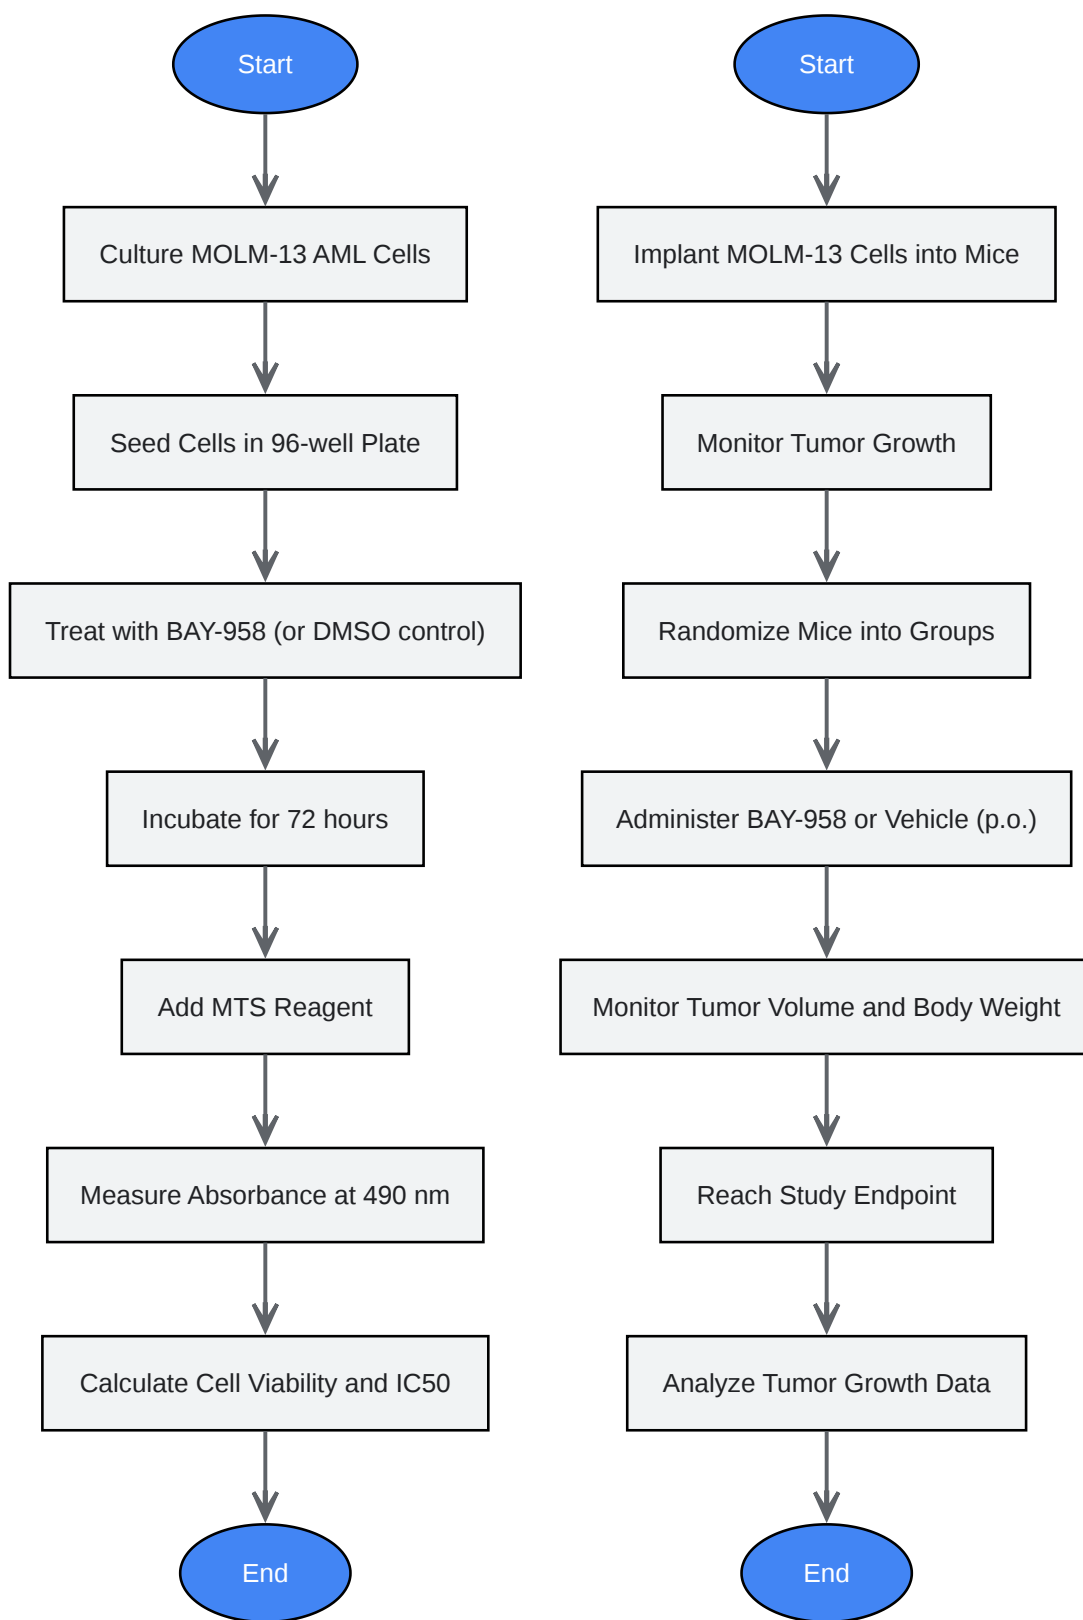 Start
Culture MOLM-13 AML Cells
Seed Cells in 96-well Plate
Treat with BAY-958 (or DMSO control)
Incubate for 72 hours
Add MTS Reagent
Measure Absorbance at 490 nm
Calculate Cell Viability and IC50
End
Start
Implant MOLM-13 Cells into Mice
Monitor Tumor Growth
Randomize Mice into Groups
Administer BAY-958 or Vehicle (p.o.)
Monitor Tumor Volume and Body Weight
Reach Study Endpoint
Analyze Tumor Growth Data
End